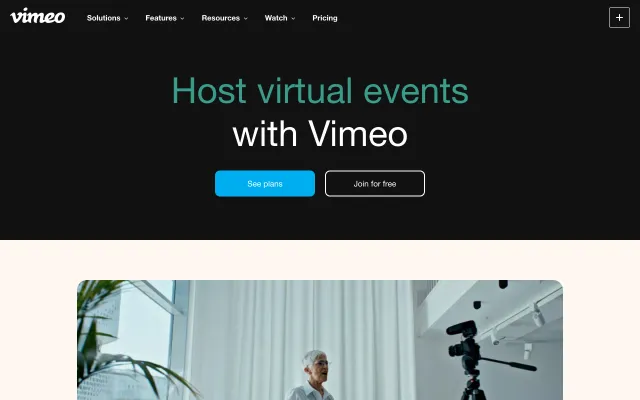 vimeo
Solutions
Features
Resources
Watch
Pricing
Host virtual events
with Vimeo
See plans
Join for free